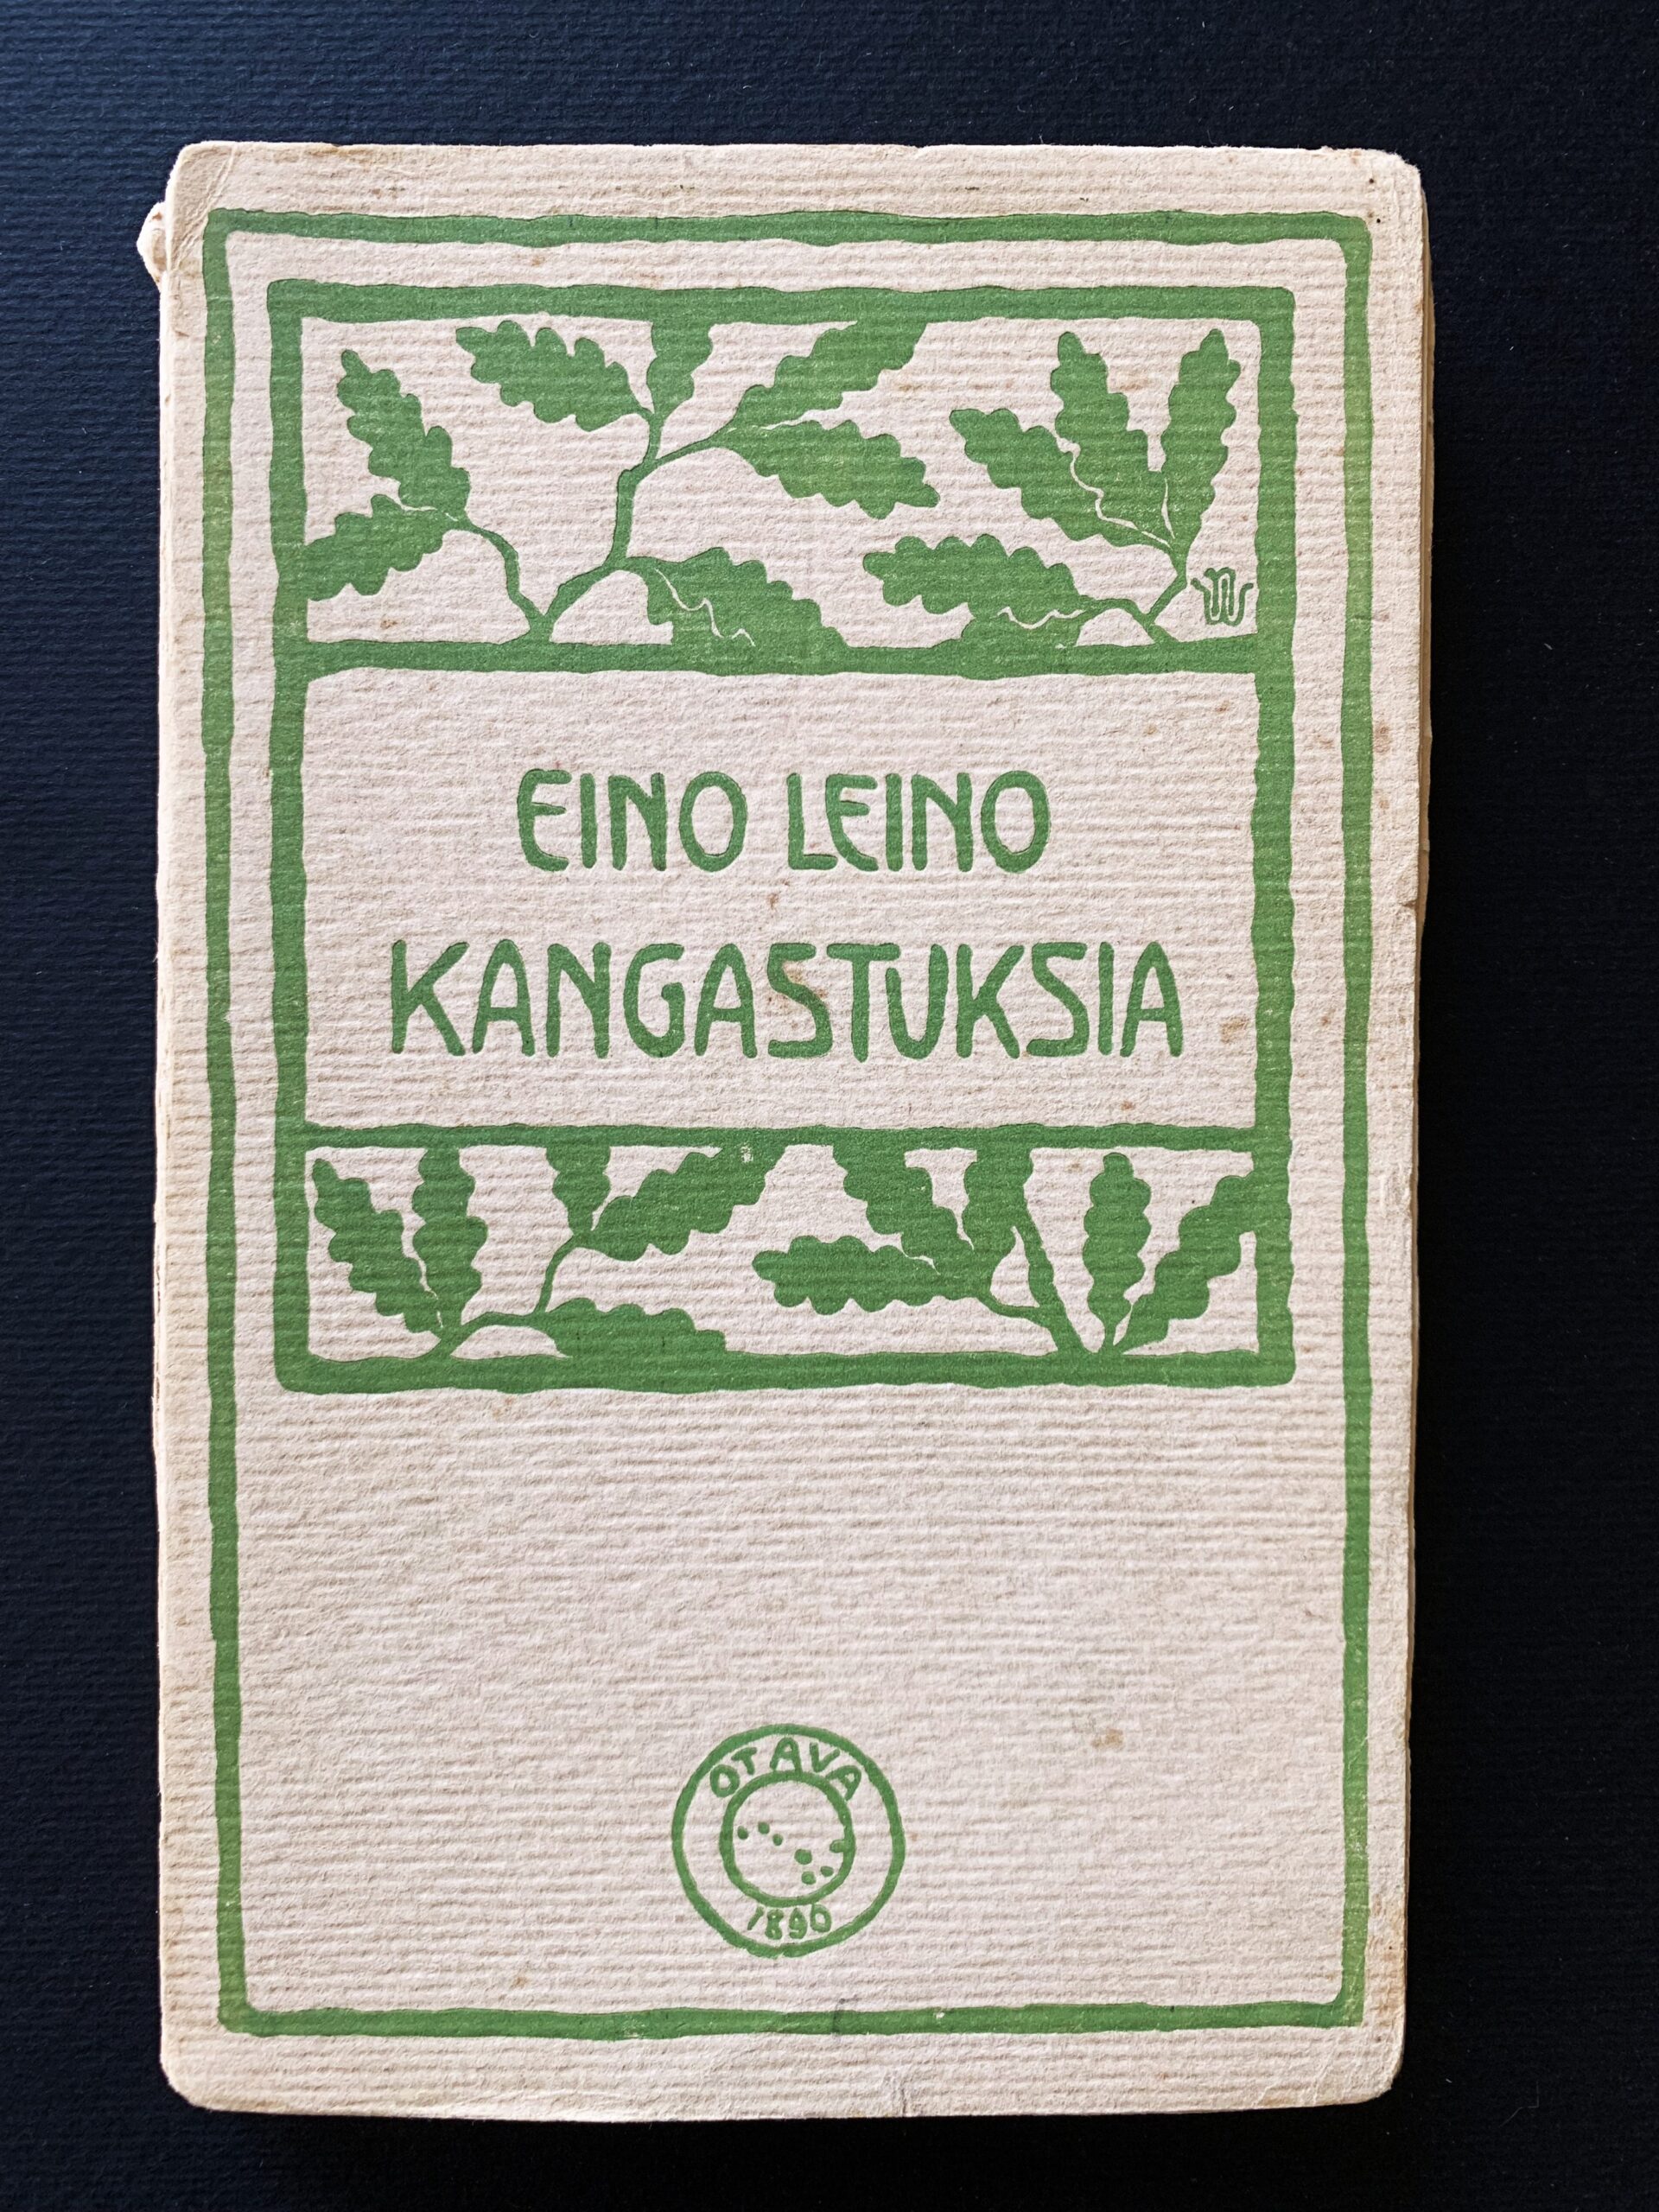 EINO LEINO
KANGASTUKSIA
OTAVA
1890